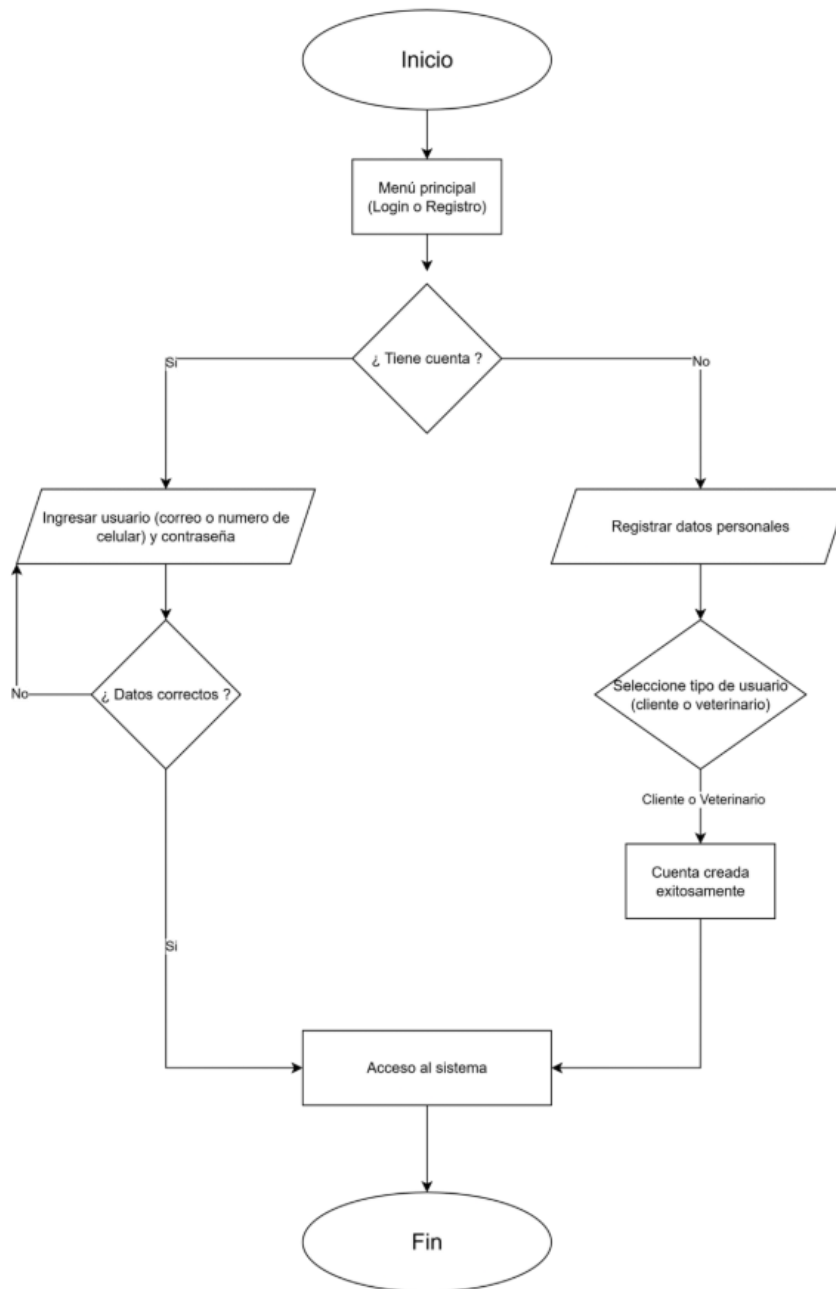 Inicio
Menú principal
(Login o Registro)
¿ Tiene cuenta ?
Si
No
Ingresar usuario (correo o numero de
celular) y contraseña
Registrar datos personales
¿ Datos correctos ?
No
Seleccione tipo de usuario
(cliente o veterinario)
Cliente o Veterinario
Cuenta creada
exitosamente
Si
Acceso al sistema
Fin